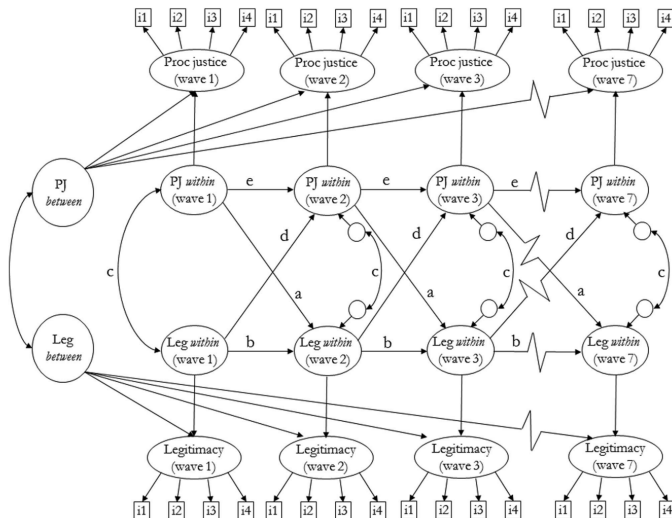 i1 i2 i3 i4 i1 i2 i3 i4 i1 i2 i3 i4 i1 i2 i3 i4
Proc justice Proc justice Proc justice Proc justice
(wave 1) (wave 2) (wave 3) (wave 7)
PJ within e PJ within e PJ within e PJ within
(wave 1) (wave 2) (wave 3) (wave 7)
PJ
between
d d d
c c c c
a a a
Leg
between
Leg within b Leg within b Leg within b Leg within
(wave 1) (wave 2) (wave 3) (wave 7)
Legitimacy Legitimacy Legitimacy Legitimacy
(wave 1) (wave 2) (wave 3) (wave 7)
i1 i2 i3 i4 i1 i2 i3 i4 i1 i2 i3 i4 i1 i2 i3 i4